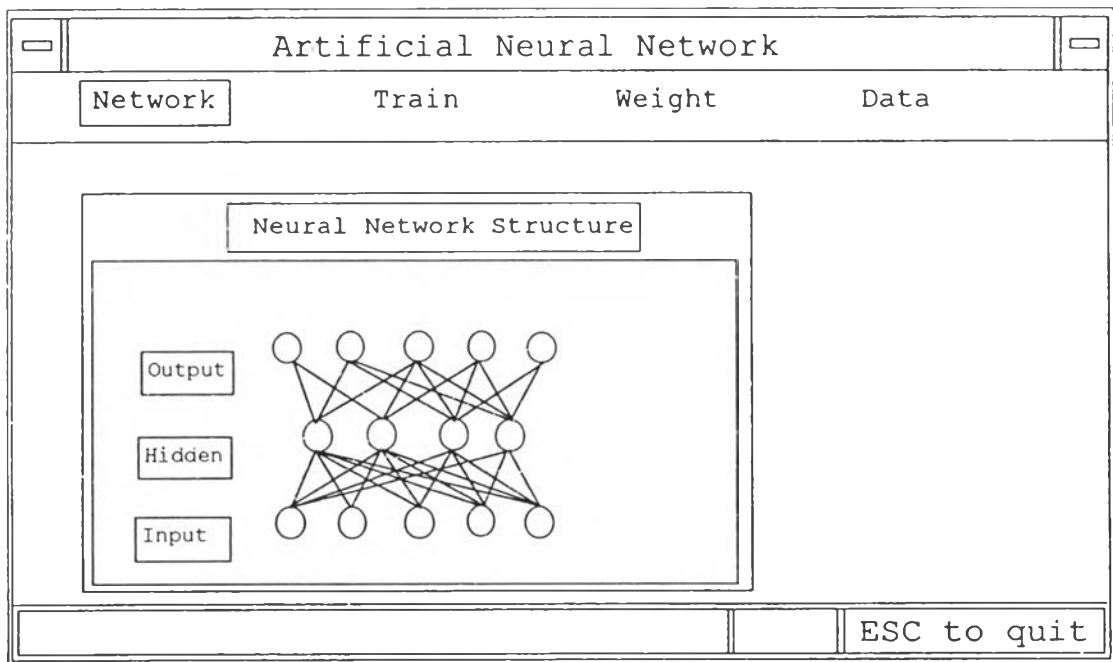 Artificial Neural Network
Network Train Weight Data
Neural Network Structure
Output
Hidden
Input
ESC to quit